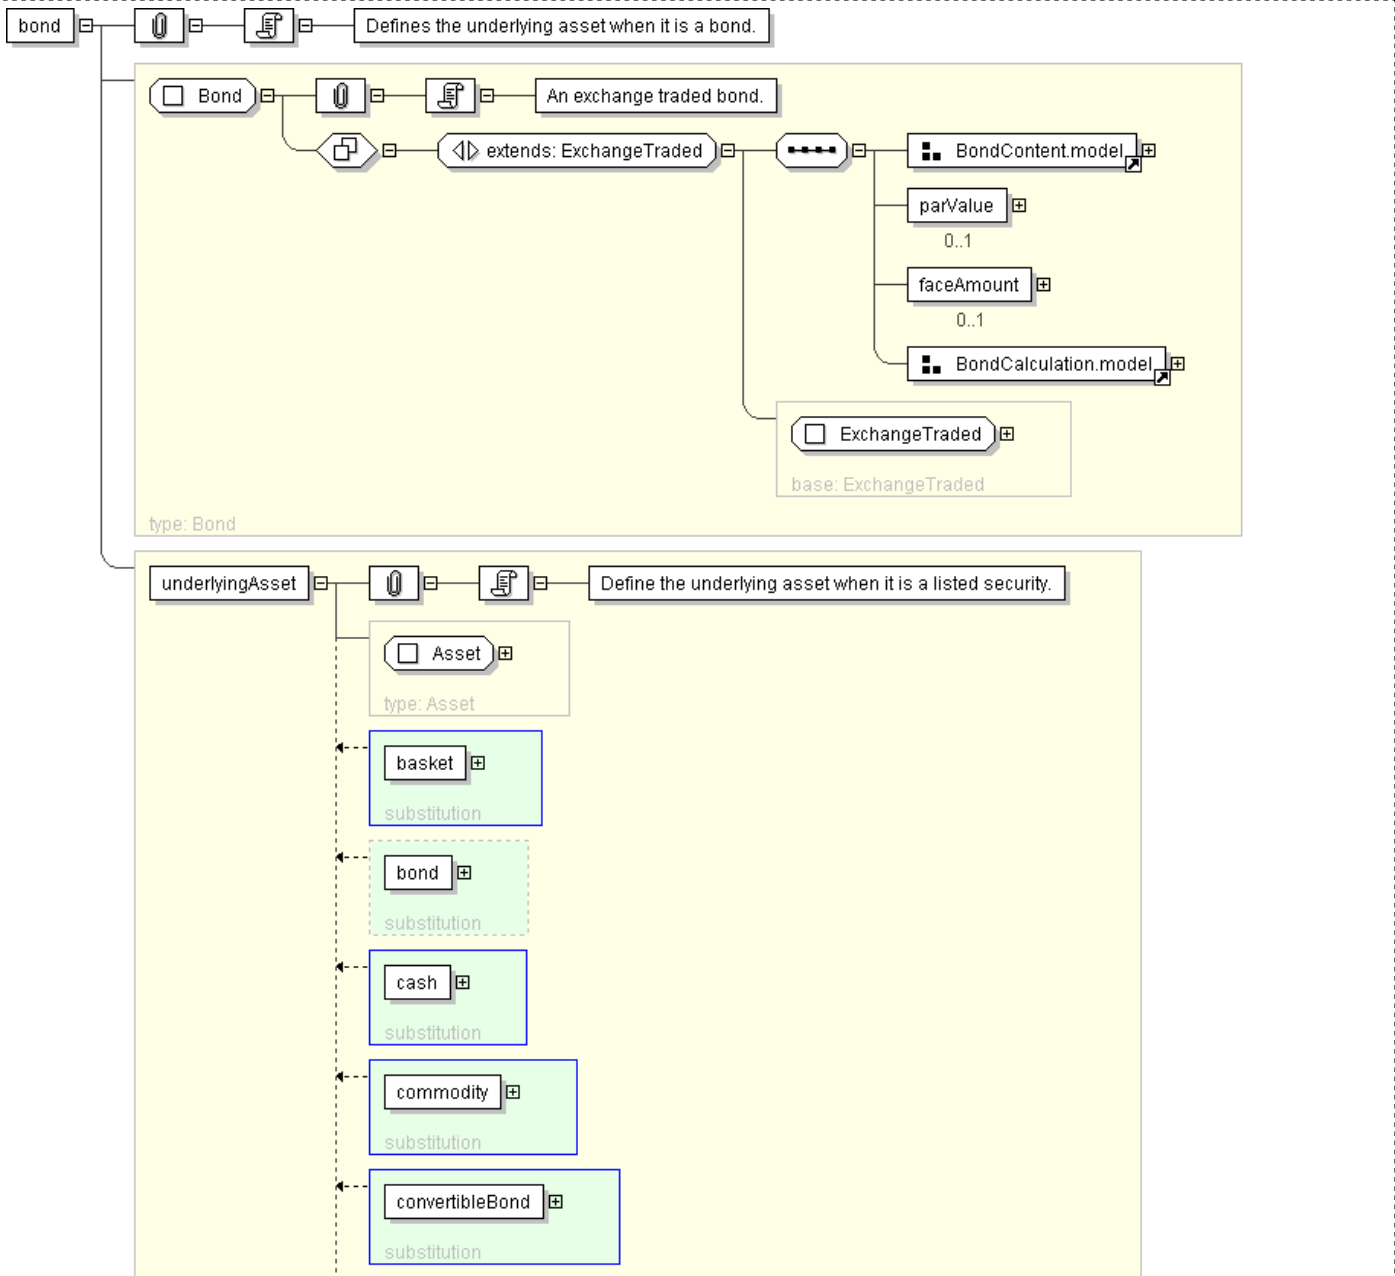 bond Defines the underlying asset when it is a bond.
Bond An exchange traded bond.
extends: ExchangeTraded BondContent.model
parValue
0..1
faceAmount
0..1
BondCalculation.model
ExchangeTraded
base: ExchangeTraded
type: Bond
underlyingAsset Define the underlying asset when it is a listed security.
Asset
type: Asset
basket
substitution
bond
substitution
cash
substitution
commodity
substitution
convertibleBond
substitution